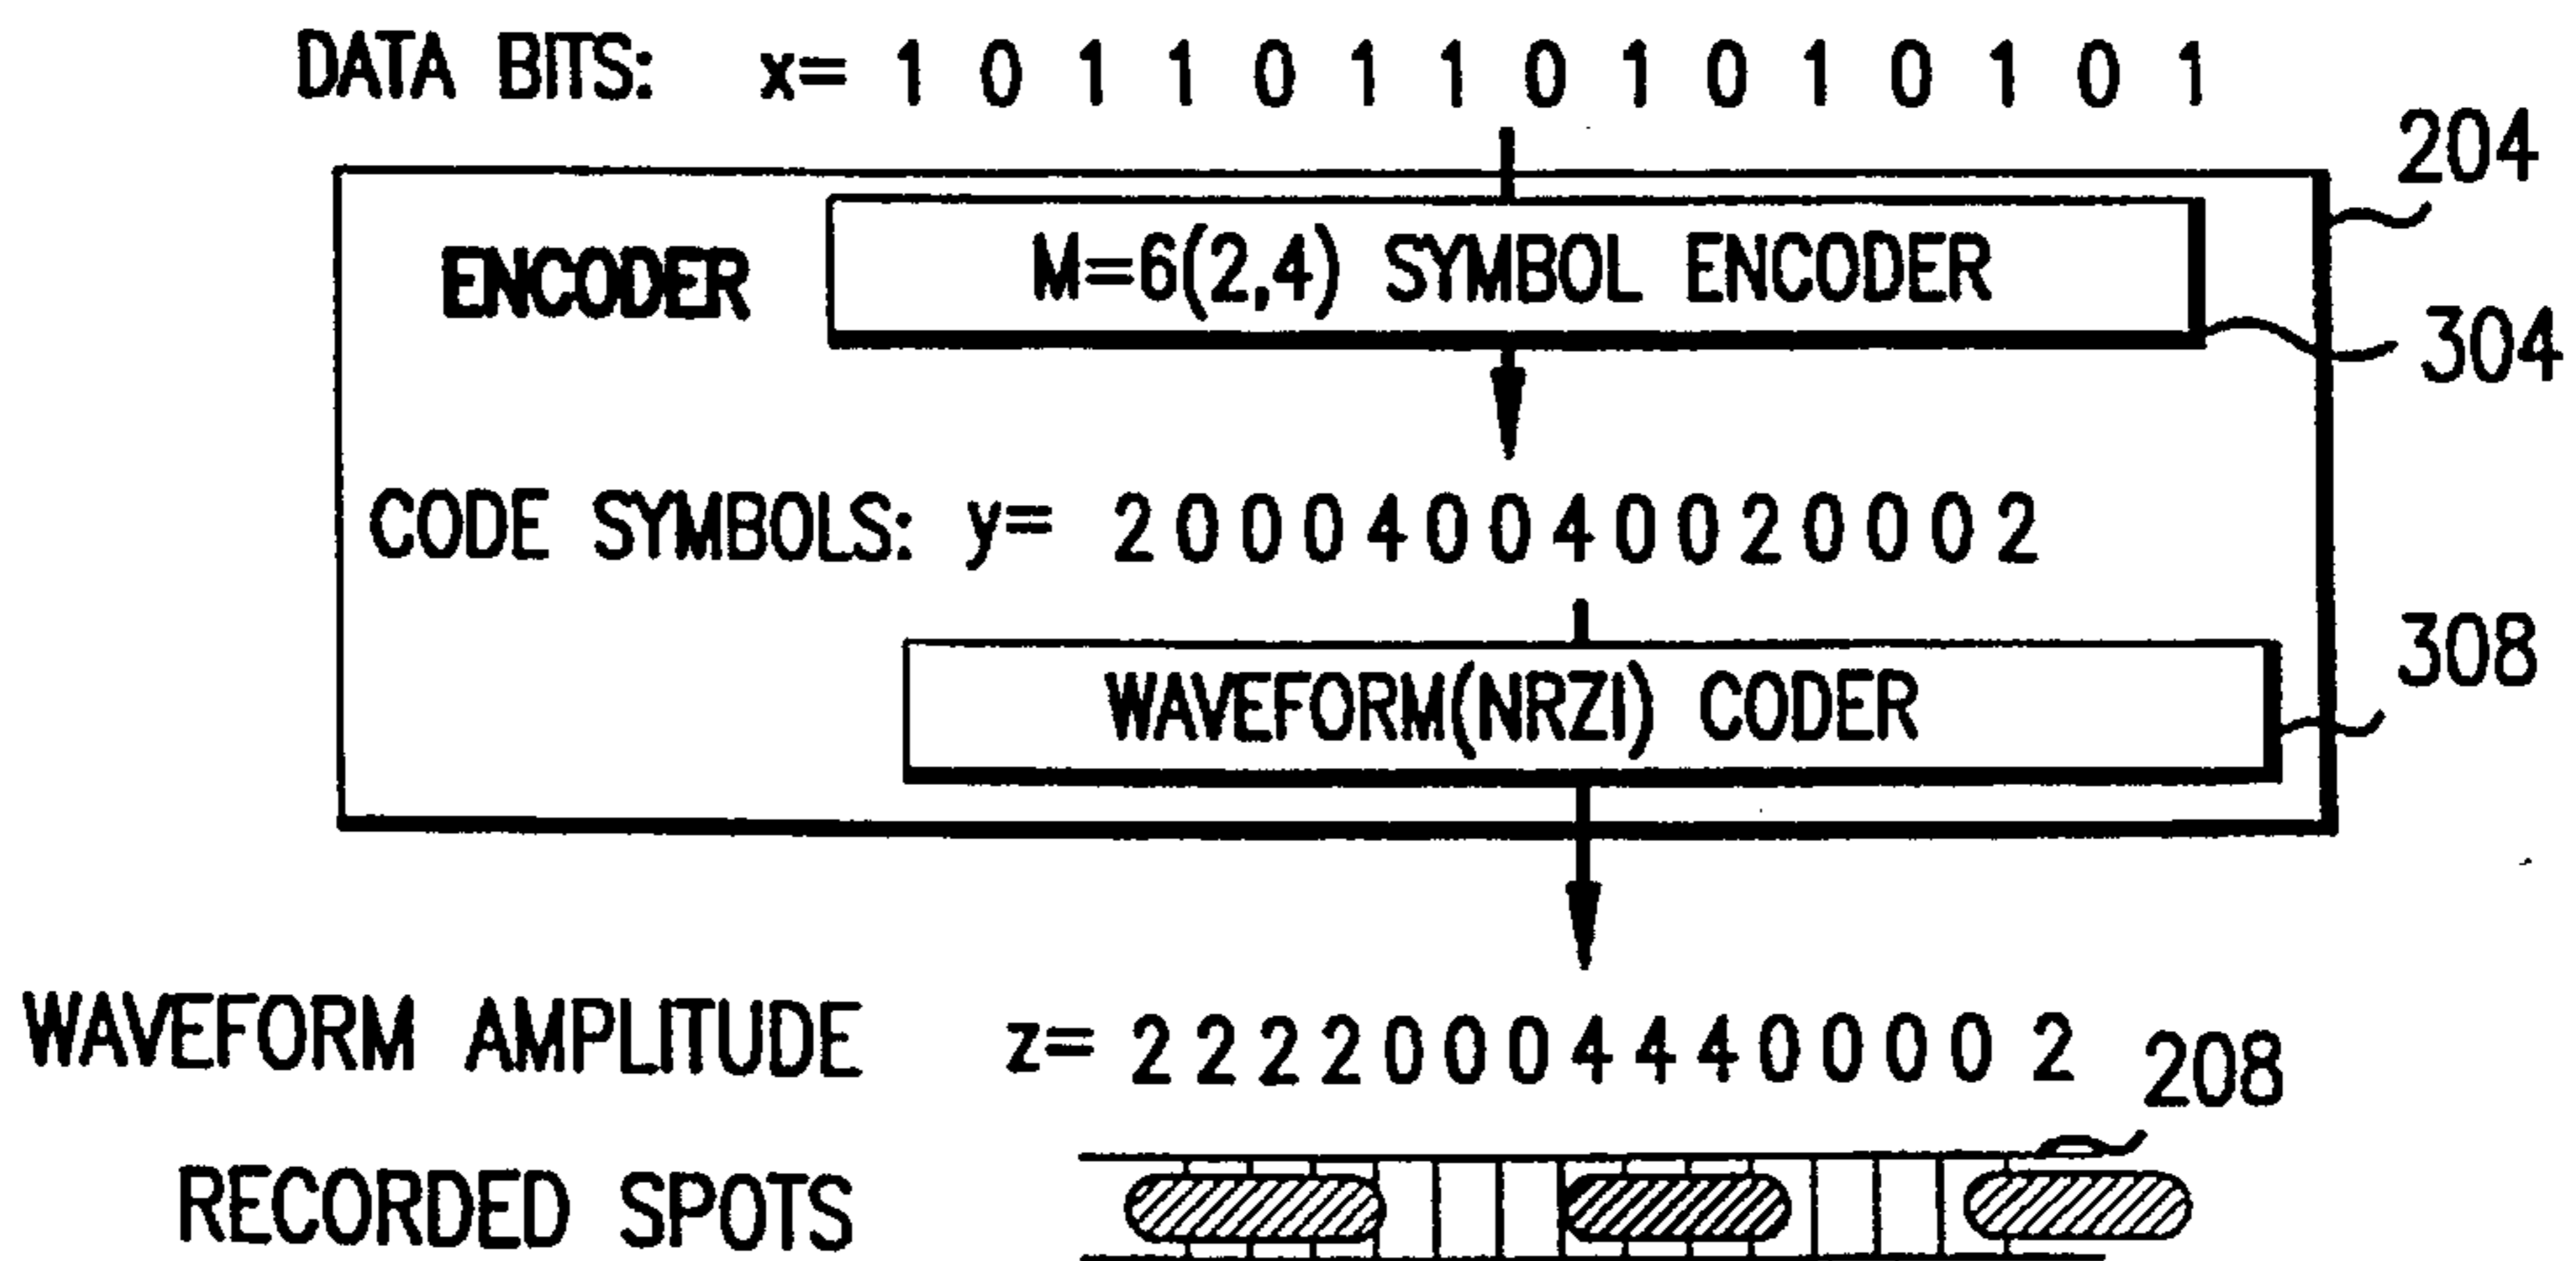 DATA BITS: x= 1 0 1 1 0 1 1 0 1 0 1 0 1 0 1
204
ENCODER M=6(2,4) SYMBOL ENCODER
304
CODE SYMBOLS: y= 2 0 0 0 4 0 0 4 0 0 2 0 0 0 2
308
WAVEFORM(NRZI) CODER
WAVEFORM AMPLITUDE z= 2 2 2 2 0 0 0 4 4 4 0 0 0 0 2
208
RECORDED SPOTS